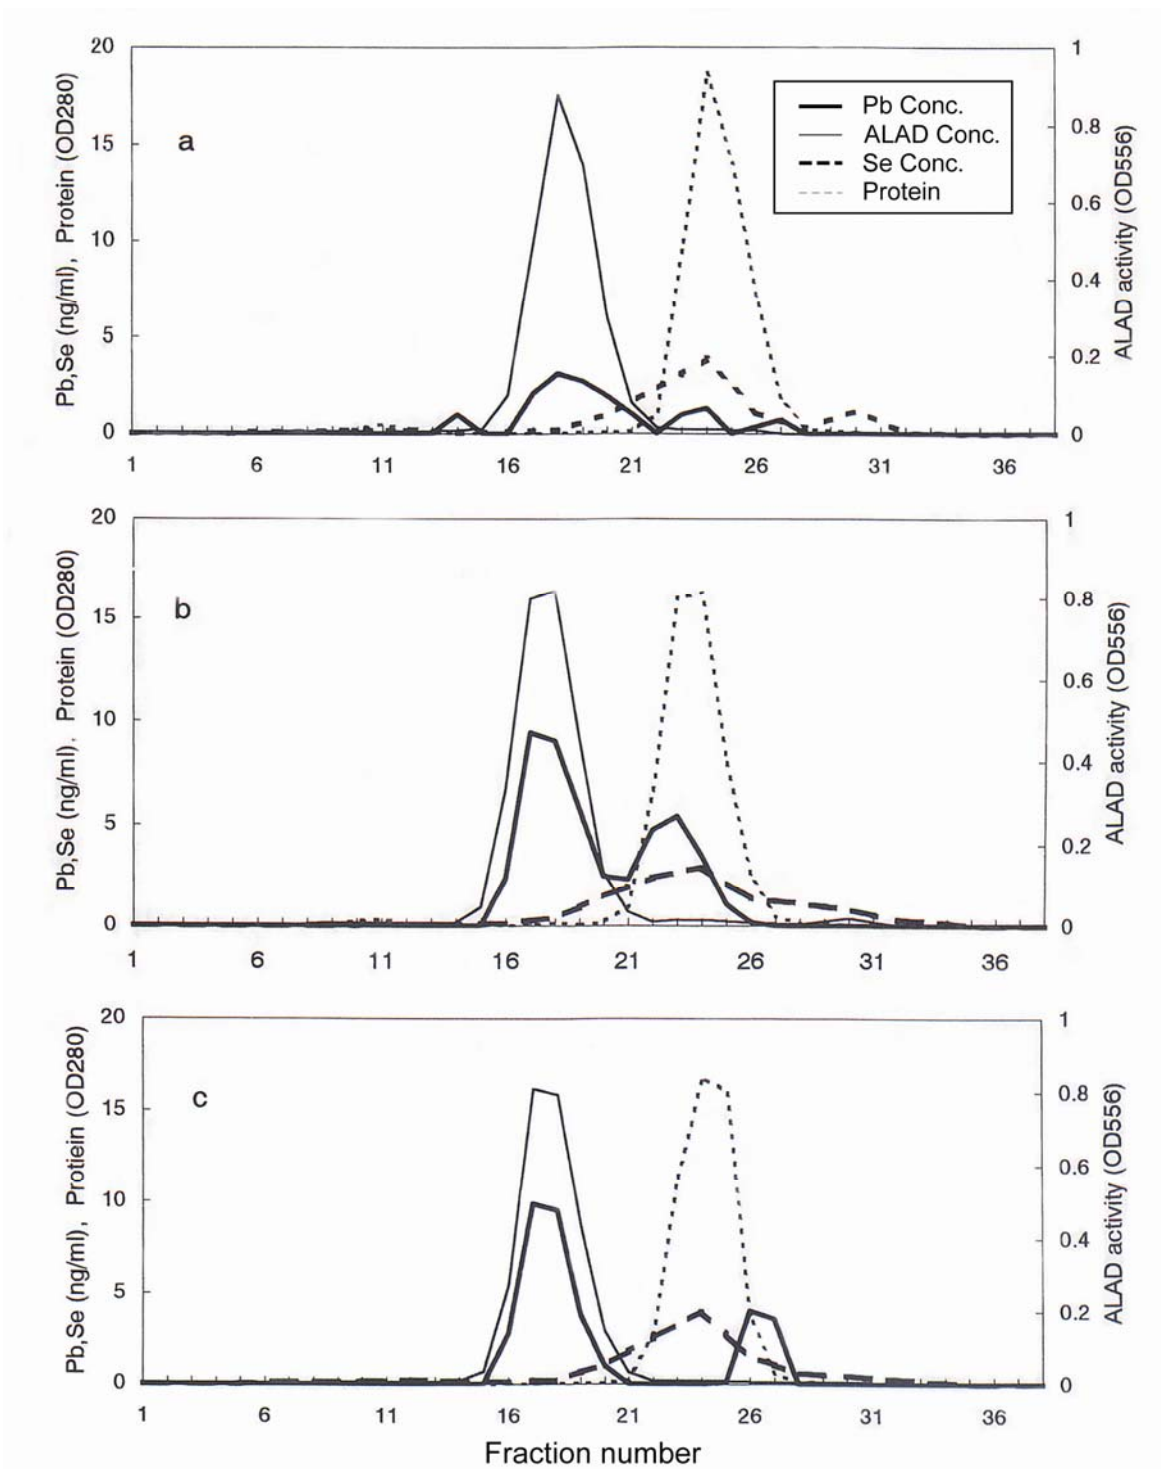 20
15
10
5
0
Pb,Se (ng/ml), Protein (OD280)
a
Pb Conc.
ALAD Conc.
Se Conc.
Protein
1
0.8
0.6
0.4
0.2
0
ALAD activity (OD556)
1 6 11 16 21 26 31 36
20
15
10
5
0
Pb,Se (ng/ml), Protein (OD280)
b
1
0.8
0.6
0.4
0.2
0
ALAD activity (OD556)
1 6 11 16 21 26 31 36
20
15
10
5
0
Pb,Se (ng/ml), Protiein (OD280)
c
1
0.8
0.6
0.4
0.2
0
ALAD activity (OD556)
1 6 11 16 21 26 31 36
Fraction number